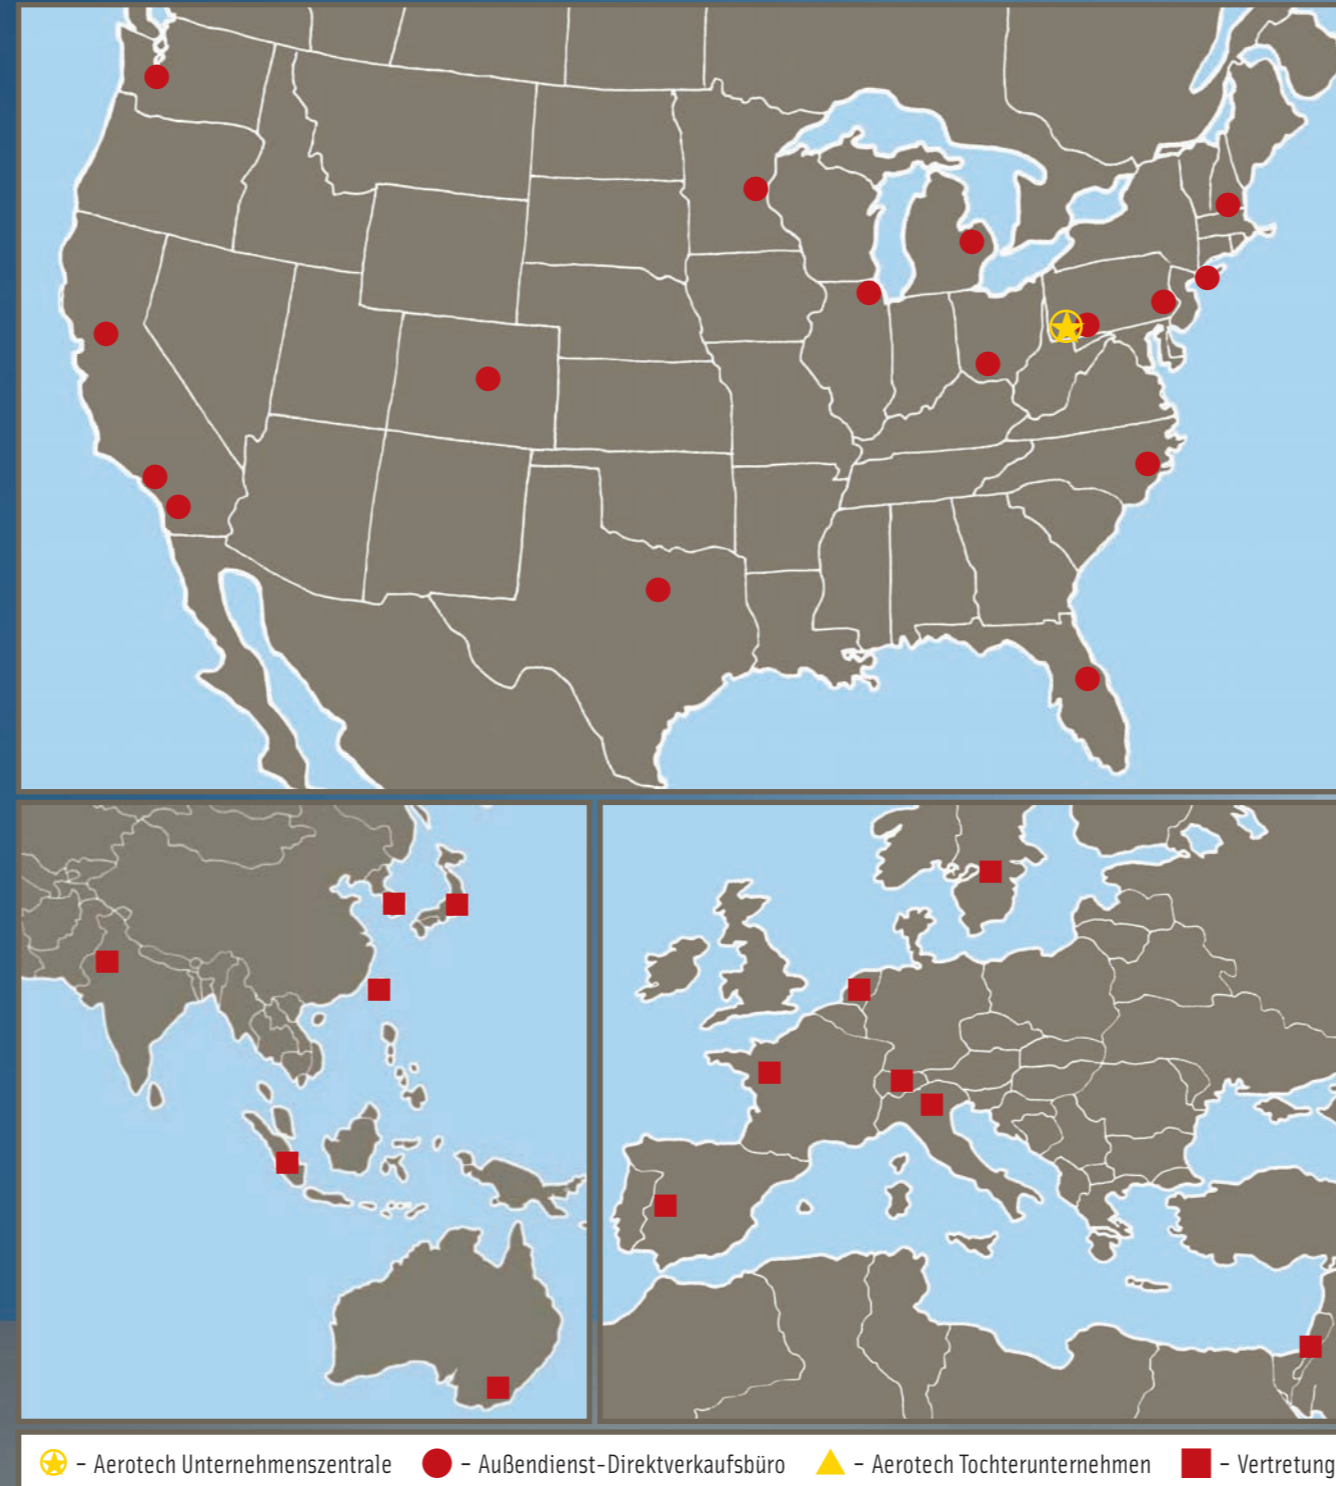 – Aerotech Unternehmenszentrale – Außendienst-Direktverkaufsbüro – Aerotech Tochterunternehmen – Vertretung